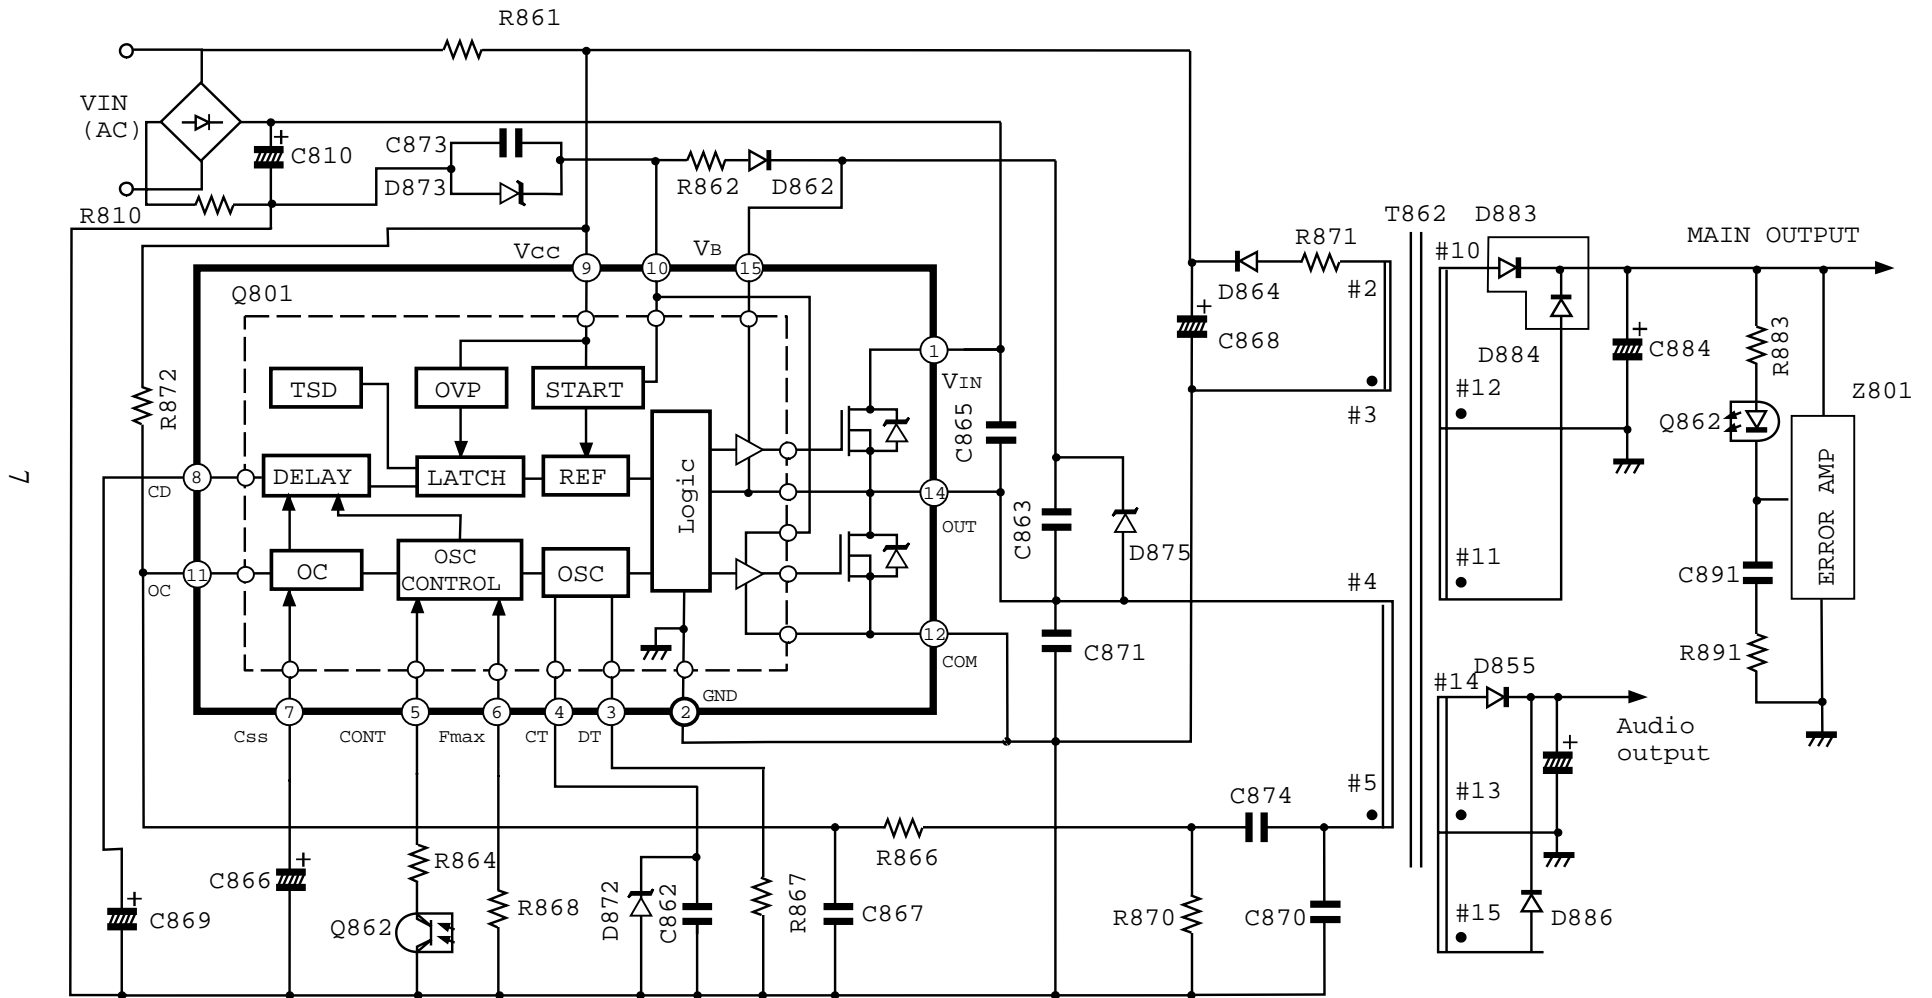 R861
VIN
(AC)
C810
R810
C873
D873
R862
D862
Vcc
9
10
VB
15
Q801
TSD
OVP
START
DELAY
LATCH
REF
Logic
OC
OSC
CONTROL
OSC
R872
8
CD
11
OC
1
VIN
14
OUT
12
COM
GND
7
5
6
4
3
2
Css
CONT
Fmax
CT
DT
C865
C863
D875
C871
C868
D864
R871
T862
#2
#3
#4
#5
#10
#12
#11
#14
#13
#15
D883
D884
C884
MAIN OUTPUT
R883
Q862
Z801
ERROR AMP
C891
R891
D855
Audio
output
D886
C874
R866
R870
C870
C869
C866
R864
Q862
R868
D872
C862
R867
C867
+
+
+
+
+
+
7